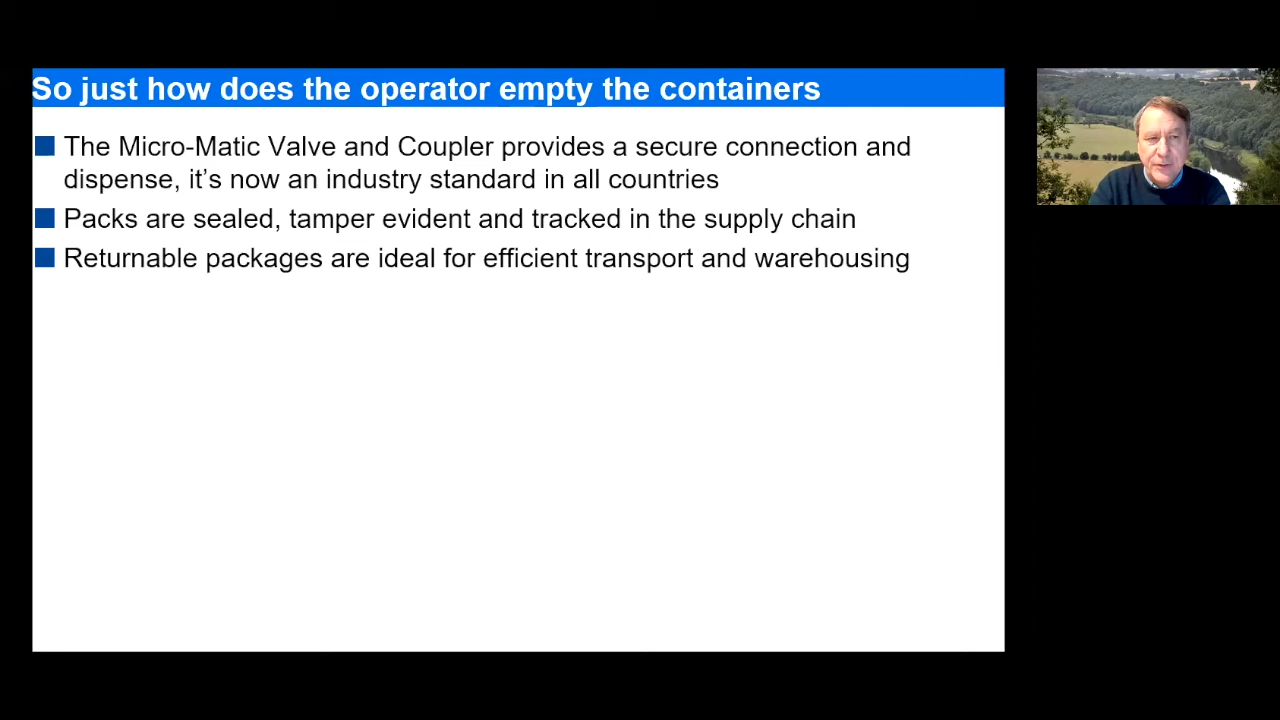 So just how does the operator empty the containers
The Micro-Matic Valve and Coupler provides a secure connection and
dispense, it's now an industry standard in all countries
Packs are sealed, tamper evident and tracked in the supply chain
Returnable packages are ideal for efficient transport and warehousing